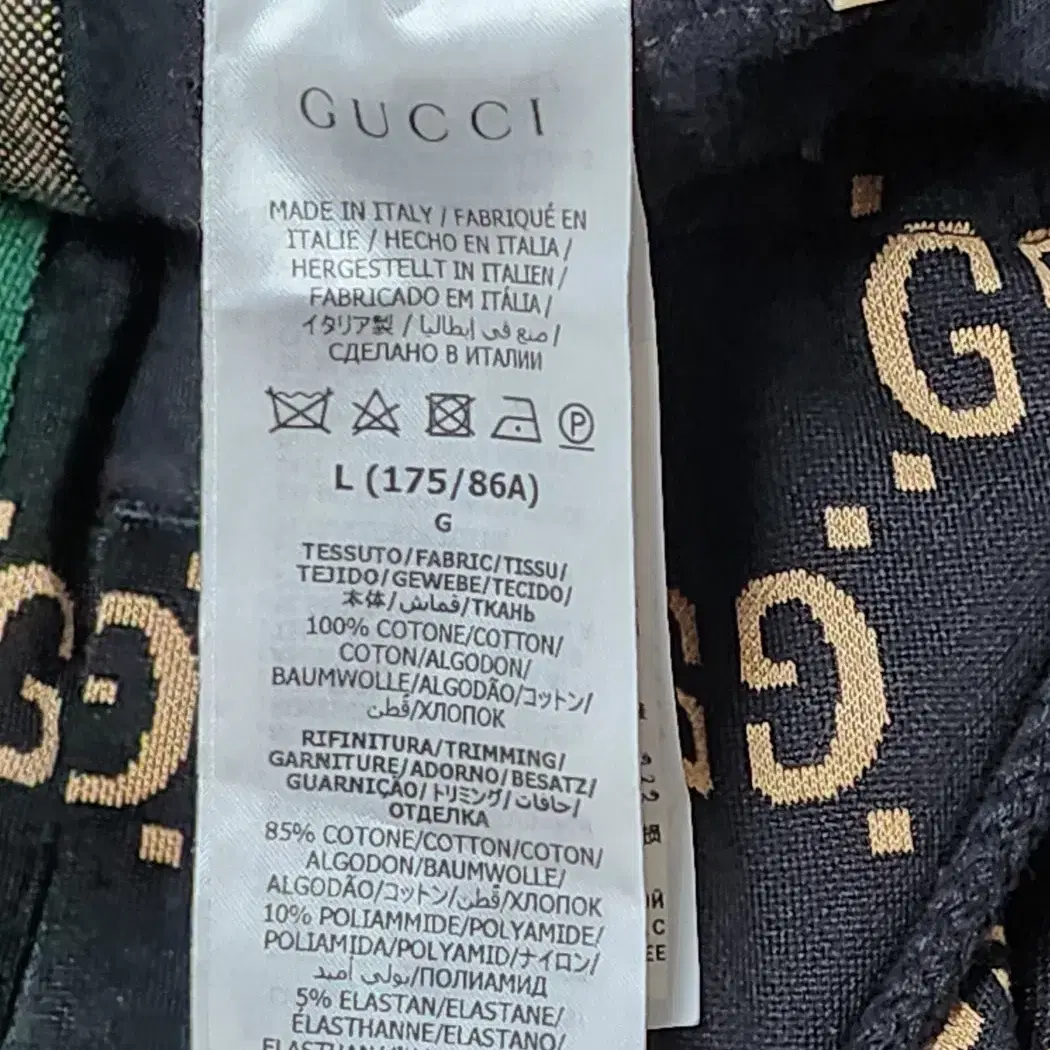 GUCCI
MADE IN ITALY / FABRIQUÉ EN
ITALIE / HECHO EN ITALIA /
HERGESTELLT IN ITALIEN /
FABRICADO EM ITÁLIA /
イタリア製 / صنع في إيطاليا /
СДЕЛАНО В ИТАЛИИ
P
L (175/86A)
G
TESSUTO/FABRIC/TISSU/
TEJIDO/GEWEBE/TECIDO/
本体/قماش/ТКАНЬ
100% COTONE/COTTON/
COTON/ALGODON/
BAUMWOLLE/ALGODÃO/コットン/
قطن/ХЛОПОК
RIFINITURA/TRIMMING/
GARNITURE/ADORNO/BESATZ/
GUARNIÇÃO/トリミング/حافات/
ОТДЕЛКА
85% COTONE/COTTON/COTON/
ALGODON/BAUMWOLLE/
ALGODÃO/コットン/قطن/ХЛОПОК
10% POLIAMMIDE/POLYAMIDE/
POLIAMIDA/POLYAMID/ナイロン/
بولي أميد/ПОЛИАМИД
5% ELASTAN/ELASTANE/
ÉLASTHANNE/ELASTANO/